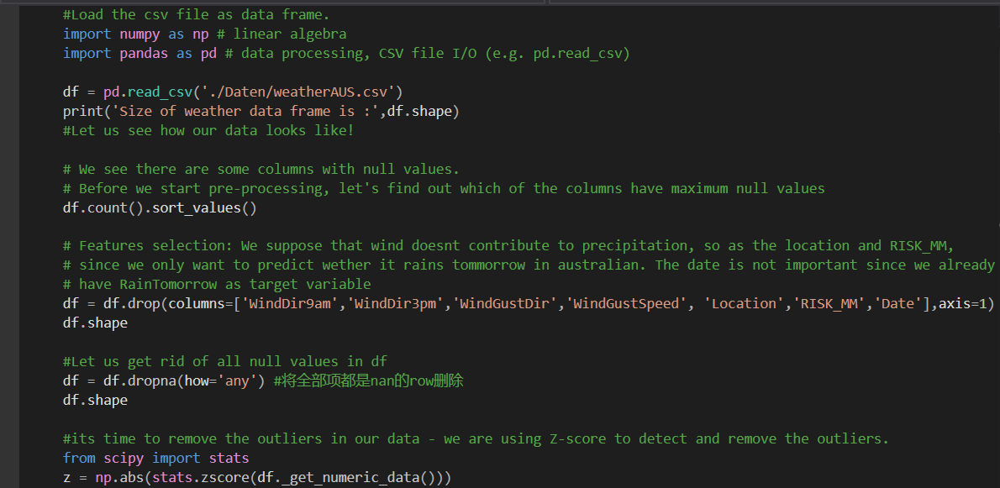 #Load the csv file as data frame.
import numpy as np # linear algebra
import pandas as pd # data processing, CSV file I/O (e.g. pd.read_csv)
df = pd.read_csv('./Daten/weatherAUS.csv')
print('Size of weather data frame is :',df.shape)
#Let us see how our data looks like!
# We see there are some columns with null values.
# Before we start pre-processing, let's find out which of the columns have maximum null values
df.count().sort_values()
# Features selection: We suppose that wind doesnt contribute to precipitation, so as the location and RISK_MM,
# since we only want to predict wether it rains tommorrow in australian. The date is not important since we already
# have RainTomorrow as target variable
df = df.drop(columns=['WindDir9am','WindDir3pm','WindGustDir','WindGustSpeed', 'Location','RISK_MM','Date'],axis=1)
df.shape
#Let us get rid of all null values in df
df = df.dropna(how='any') #将全部项都是nan的row删除
df.shape
#its time to remove the outliers in our data - we are using Z-score to detect and remove the outliers.
from scipy import stats
z = np.abs(stats.zscore(df._get_numeric_data()))